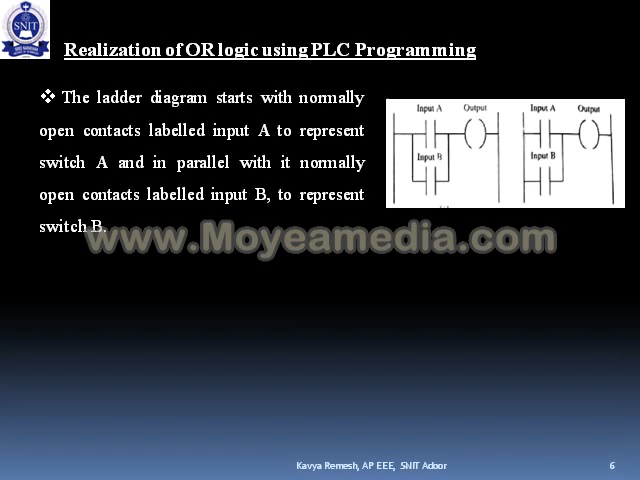 SNIT
Realization of OR logic using PLC Programming
❖ The ladder diagram starts with normally
open contacts labelled input A to represent
switch A and in parallel with it normally
open contacts labelled input B, to represent
switch B.
Input A Output
Input B
Input A Output
Input B
www.Moyeamedia.com
Kavya Remesh, AP EEE, SNIT Adoor
6